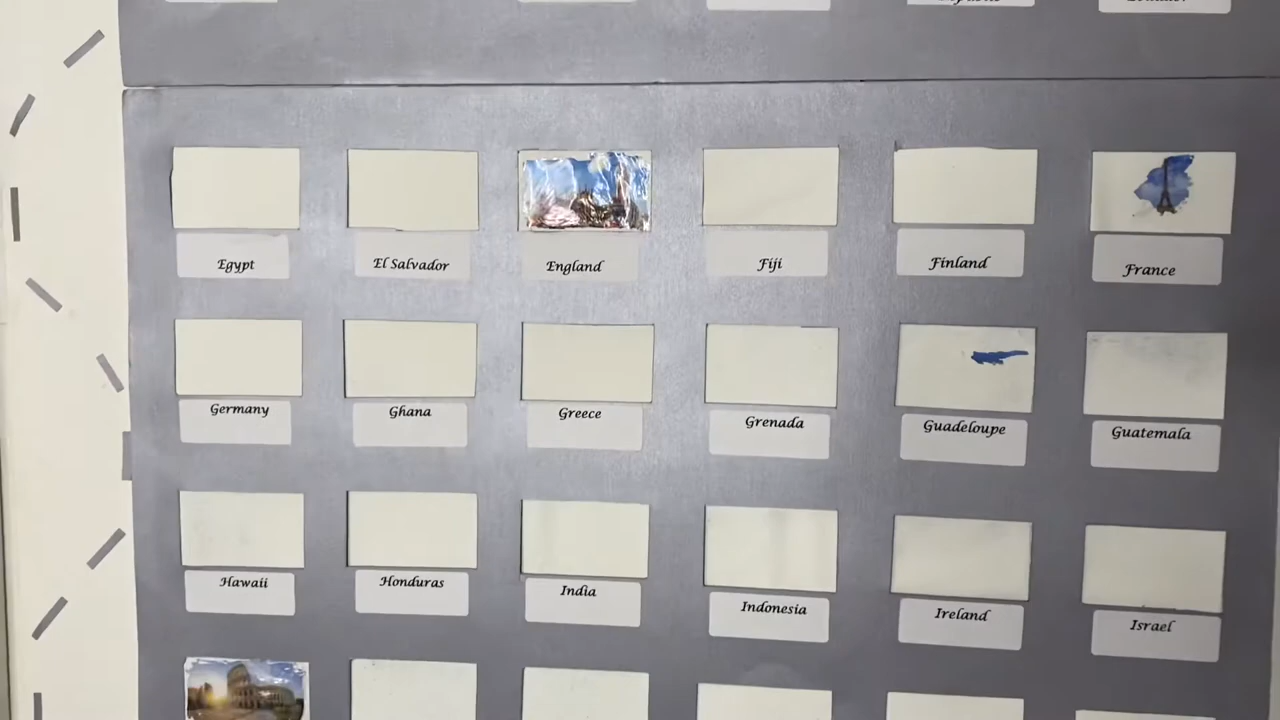 Egypt
El Salvador
England
Fiji
Finland
France
Germany
Ghana
Greece
Grenada
Guadeloupe
Guatemala
Hawaii
Honduras
India
Indonesia
Ireland
Israel